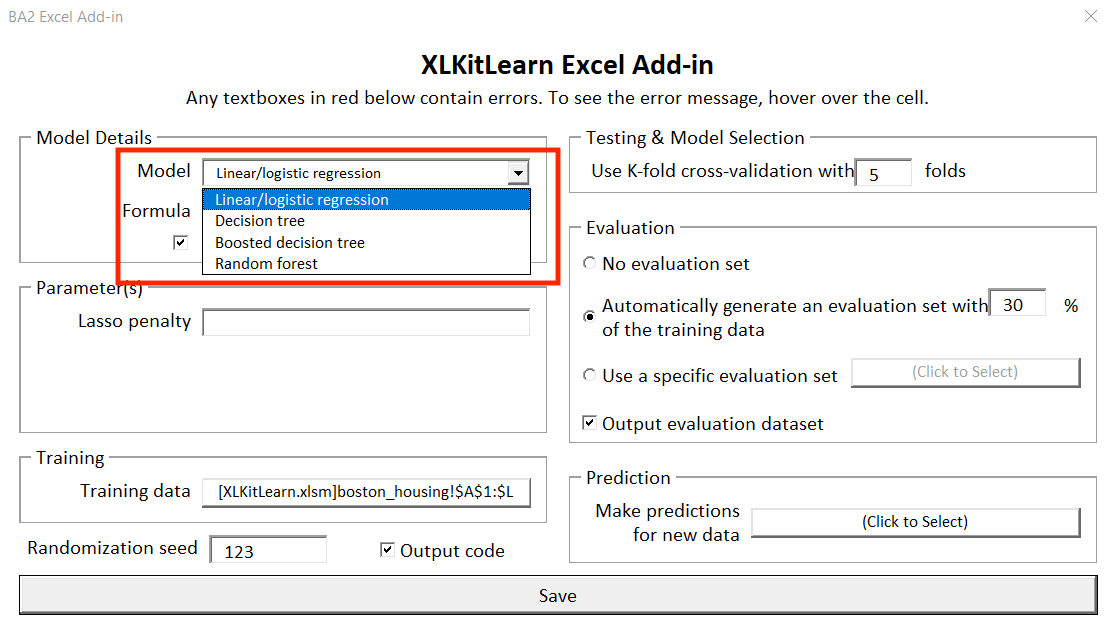 BA2 Excel Add-in
XLKitLearn Excel Add-in
Any textboxes in red below contain errors. To see the error message, hover over the cell.
Model Details
Model
Linear/logistic regression
Linear/logistic regression
Formula
Decision tree
Boosted decision tree
Random forest
Parameter(s)
Lasso penalty
Training
Training data
[XLKitLearn.xlsm]boston_housing!$A$1:$L
Randomization seed
123
Output code
Testing & Model Selection
Use K-fold cross-validation with 5 folds
Evaluation
No evaluation set
Automatically generate an evaluation set with 30 %
of the training data
Use a specific evaluation set
(Click to Select)
Output evaluation dataset
Prediction
Make predictions
for new data
(Click to Select)
Save